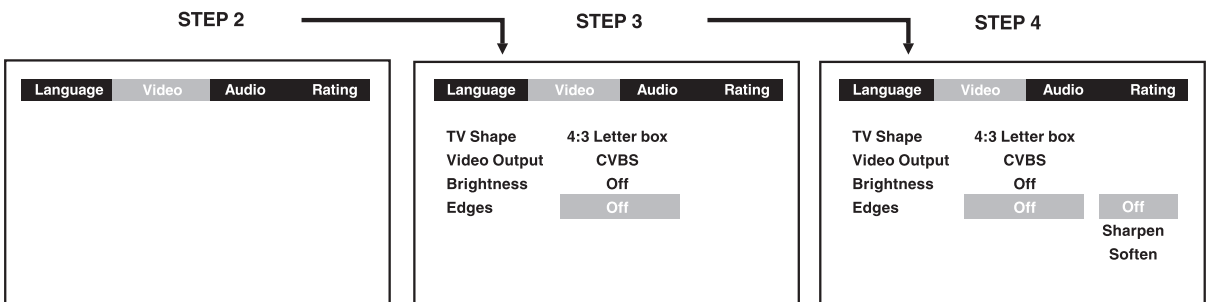 STEP 2
STEP 3
STEP 4
Language Video Audio Rating
Language Video Audio Rating
TV Shape 4:3 Letter box
Video Output CVBS
Brightness Off
Edges Off
Language Video Audio Rating
TV Shape 4:3 Letter box
Video Output CVBS
Brightness Off
Edges Off Off
Sharpen
Soften